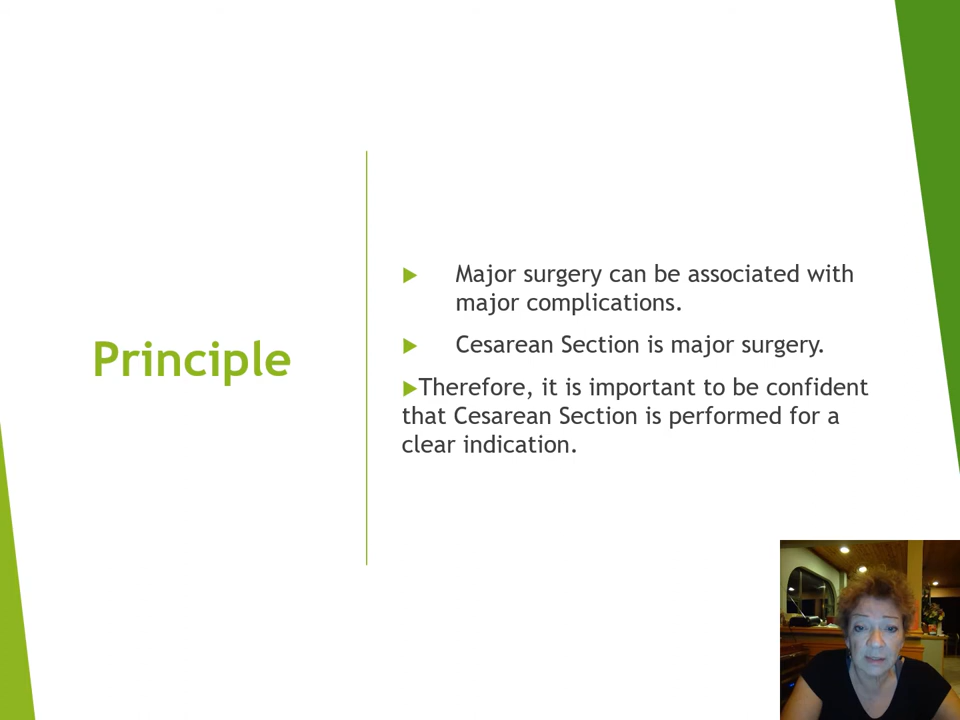 Principle
Major surgery can be associated with
major complications.
Cesarean Section is major surgery.
Therefore, it is important to be confident
that Cesarean Section is performed for a
clear indication.